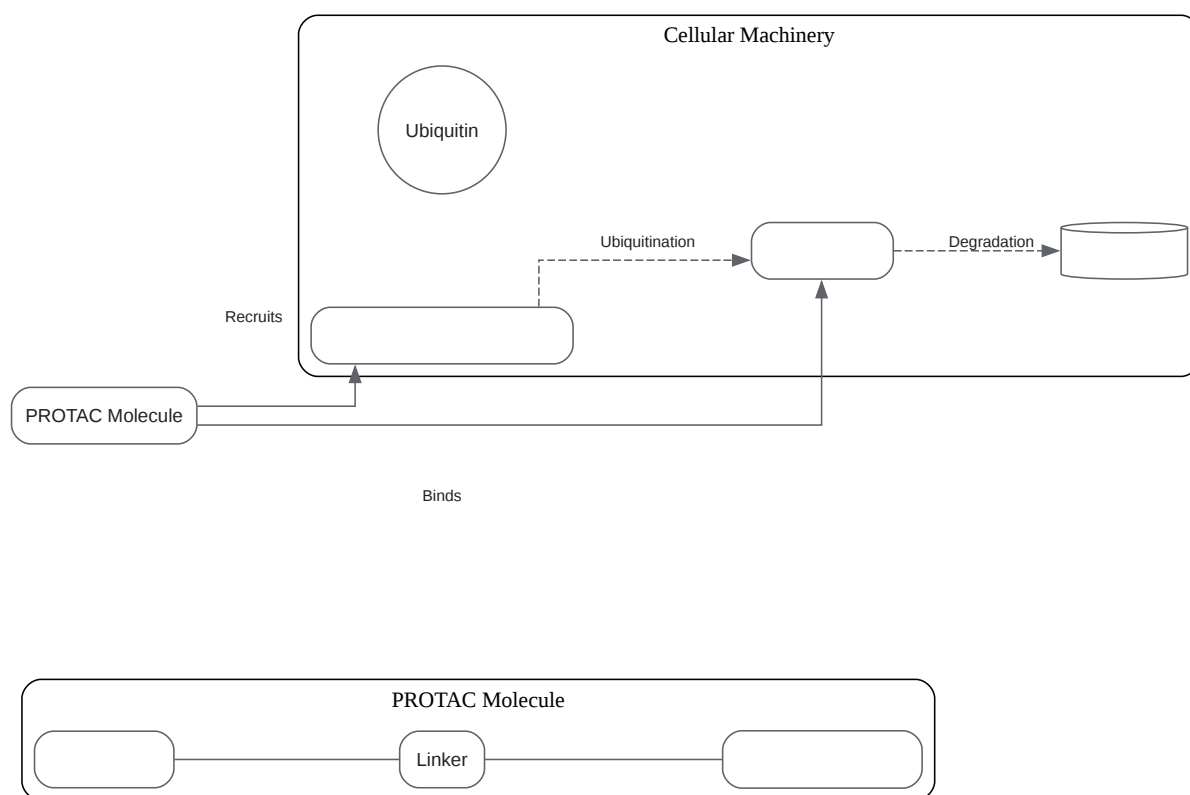 Cellular Machinery
Ubiquitin
Ubiquitination
Degradation
Recruits
PROTAC Molecule
Binds
PROTAC Molecule
Linker